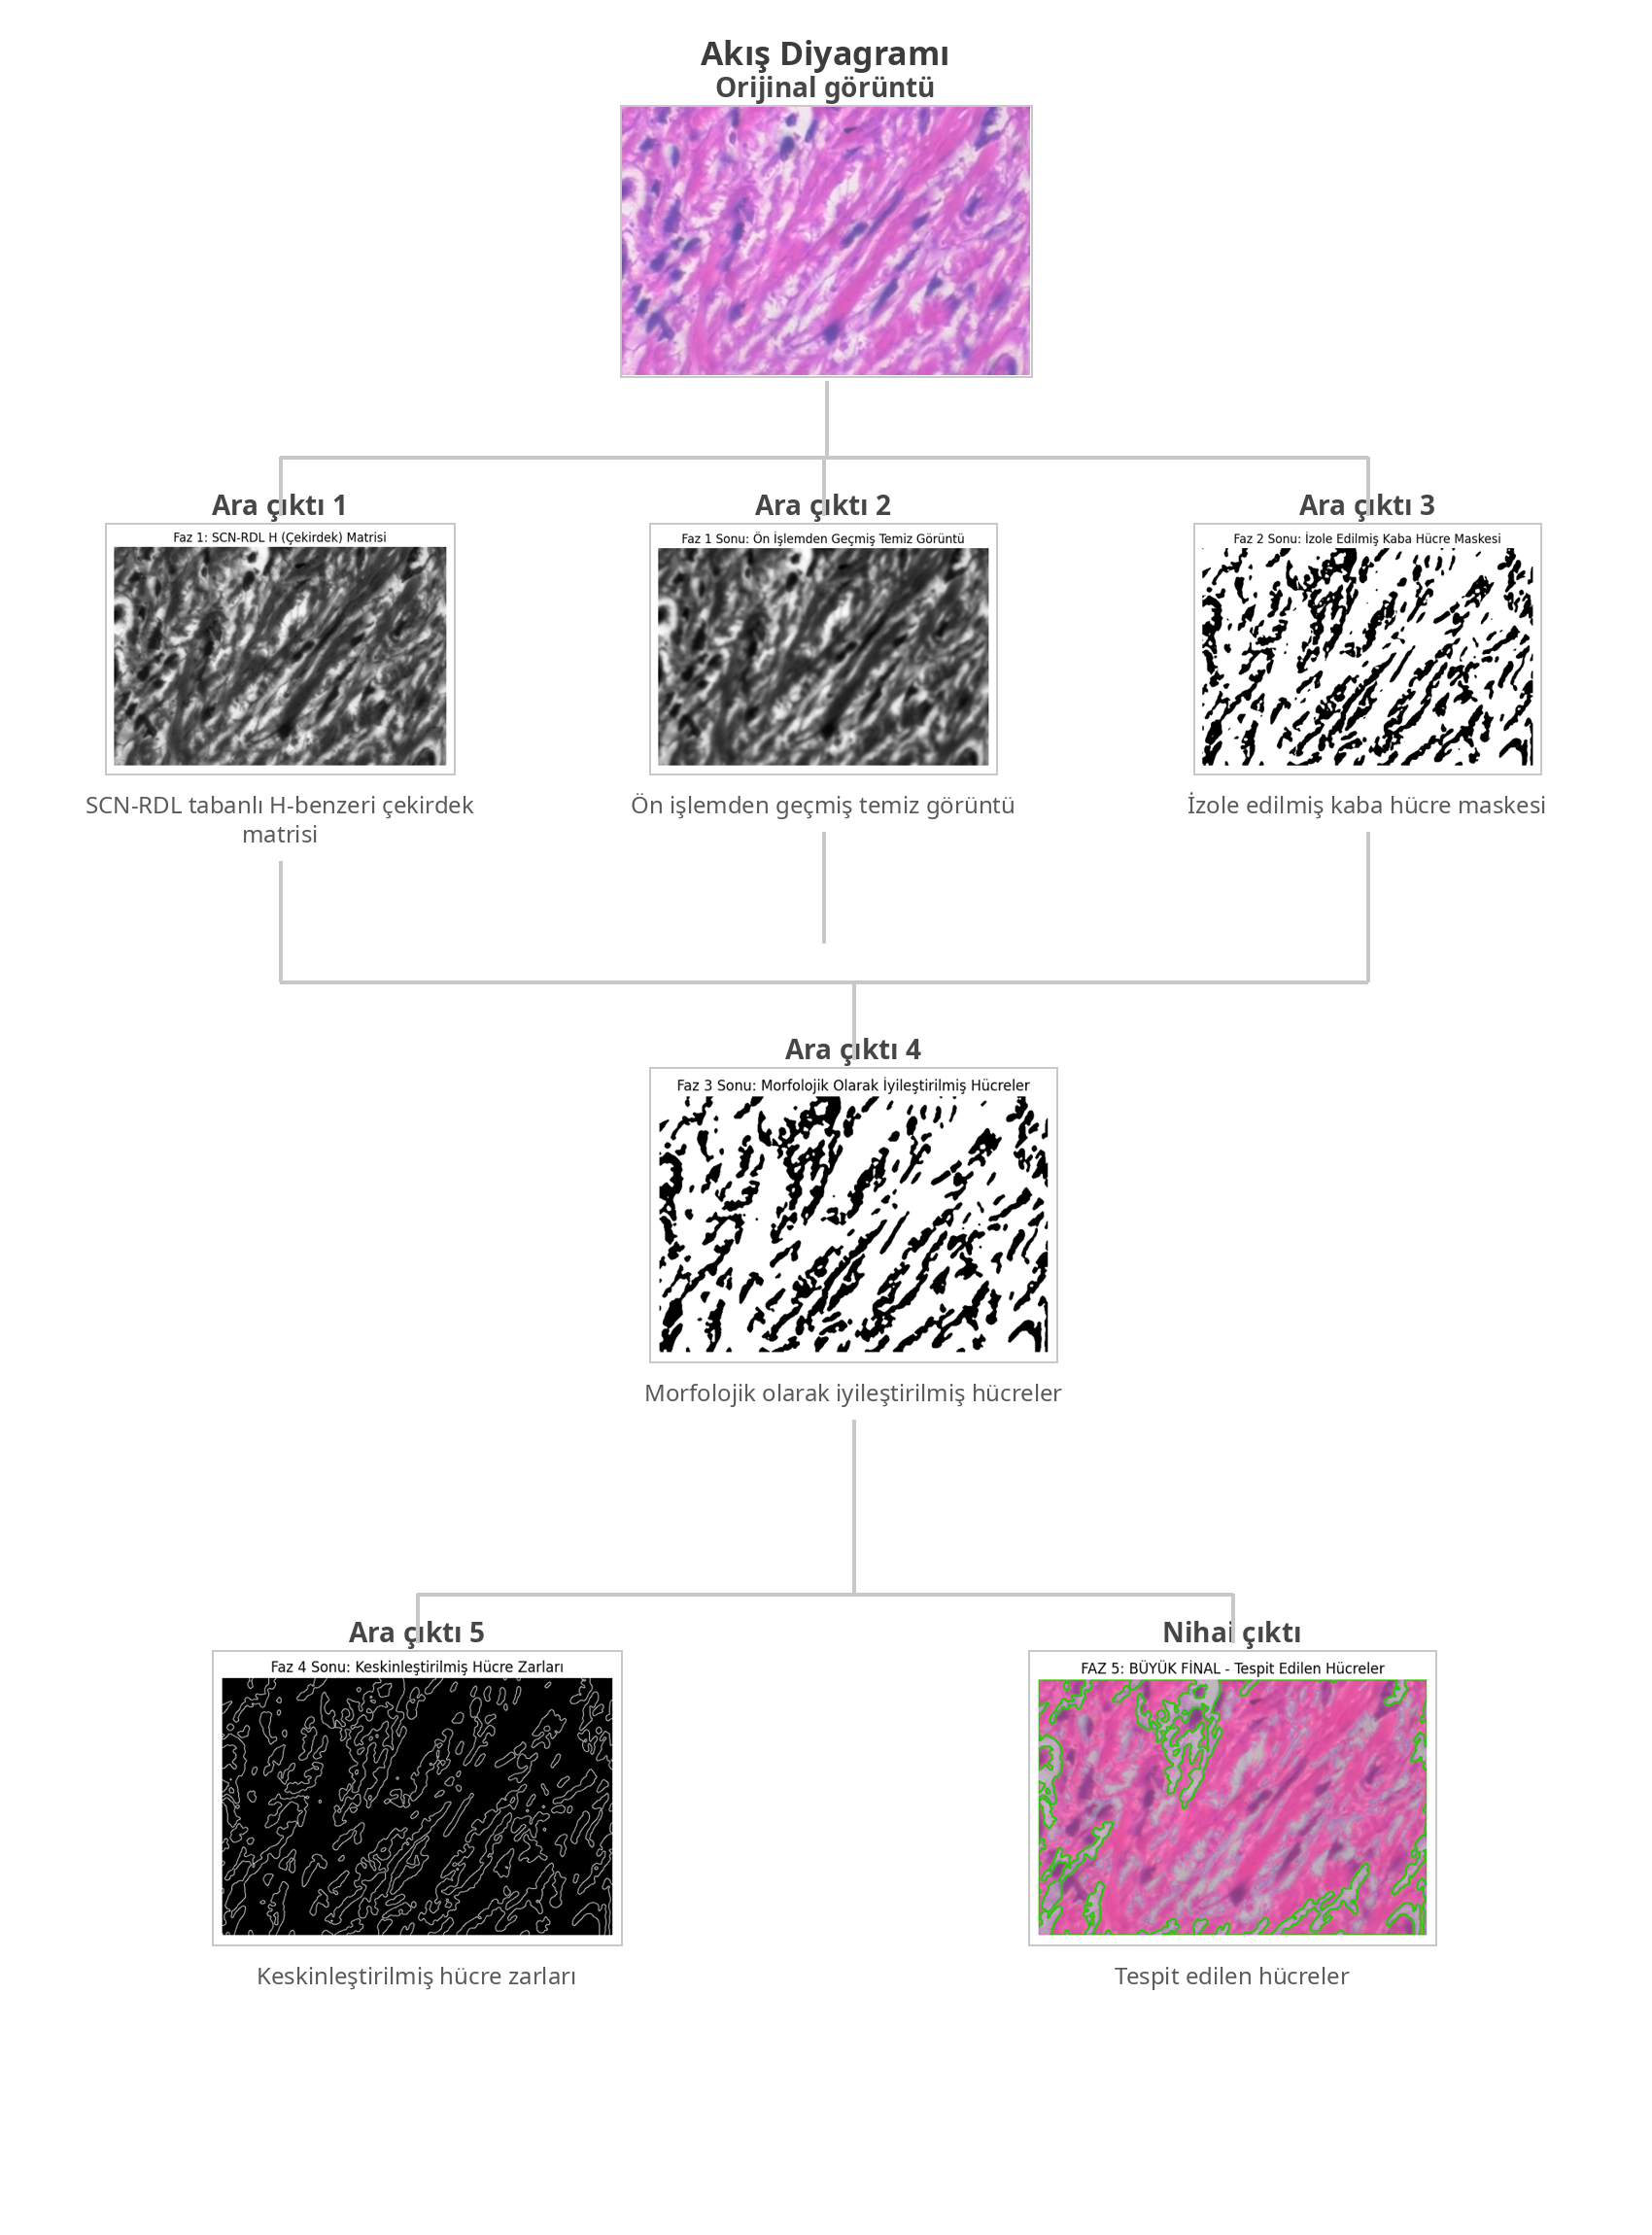 Akış Diyagramı
Orijinal görüntü
Ara çıktı 1
Faz 1: SCN-RDL H (Çekirdek) Matrisi
SCN-RDL tabanlı H-benzeri çekirdek
matrisi
Ara çıktı 2
Faz 1 Sonu: Ön İşlemden Geçmiş Temiz Görüntü
Ön işlemden geçmiş temiz görüntü
Ara çıktı 3
Faz 2 Sonu: İzole Edilmiş Kaba Hücre Maskesi
İzole edilmiş kaba hücre maskesi
Ara çıktı 4
Faz 3 Sonu: Morfolojik Olarak İyileştirilmiş Hücreler
Morfolojik olarak iyileştirilmiş hücreler
Ara çıktı 5
Faz 4 Sonu: Keskinleştirilmiş Hücre Zarları
Keskinleştirilmiş hücre zarları
Nihai çıktı
FAZ 5: BÜYÜK FİNAL - Tespit Edilen Hücreler
Tespit edilen hücreler